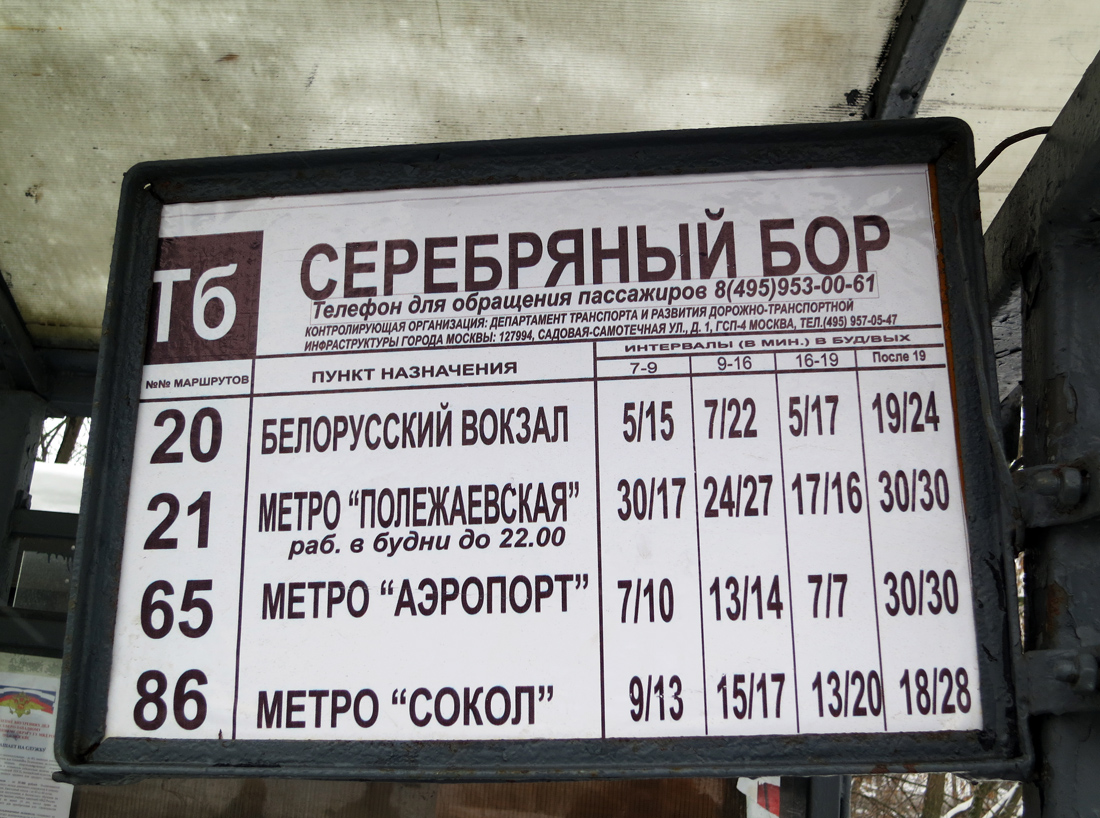 Тб
СЕРЕБРЯНЫЙ БОР
Телефон для обращения пассажиров 8(495)953-00-61
КОНТРОЛИРУЮЩАЯ ОРГАНИЗАЦИЯ: ДЕПАРТАМЕНТ ТРАНСПОРТА И РАЗВИТИЯ ДОРОЖНО-ТРАНСПОРТНОЙ
ИНФРАСТРУКТУРЫ ГОРОДА МОСКВЫ: 127994, САДОВАЯ-САМОТЕЧНАЯ УЛ., Д. 1, ГСП-4 МОСКВА, ТЕЛ.(495) 957-05-47
№№ МАРШРУТОВ ПУНКТ НАЗНАЧЕНИЯ ИНТЕРВАЛЫ (В МИН.) В БУД/ВЫХ
7-9 9-16 16-19 После 19
20 БЕЛОРУССКИЙ ВОКЗАЛ 5/15 7/22 5/17 19/24
21 МЕТРО “ПОЛЕЖАЕВСКАЯ” 30/17 24/27 17/16 30/30
раб. в будни до 22.00
65 МЕТРО “АЭРОПОРТ” 7/10 13/14 7/7 30/30
86 МЕТРО “СОКОЛ” 9/13 15/17 13/20 18/28